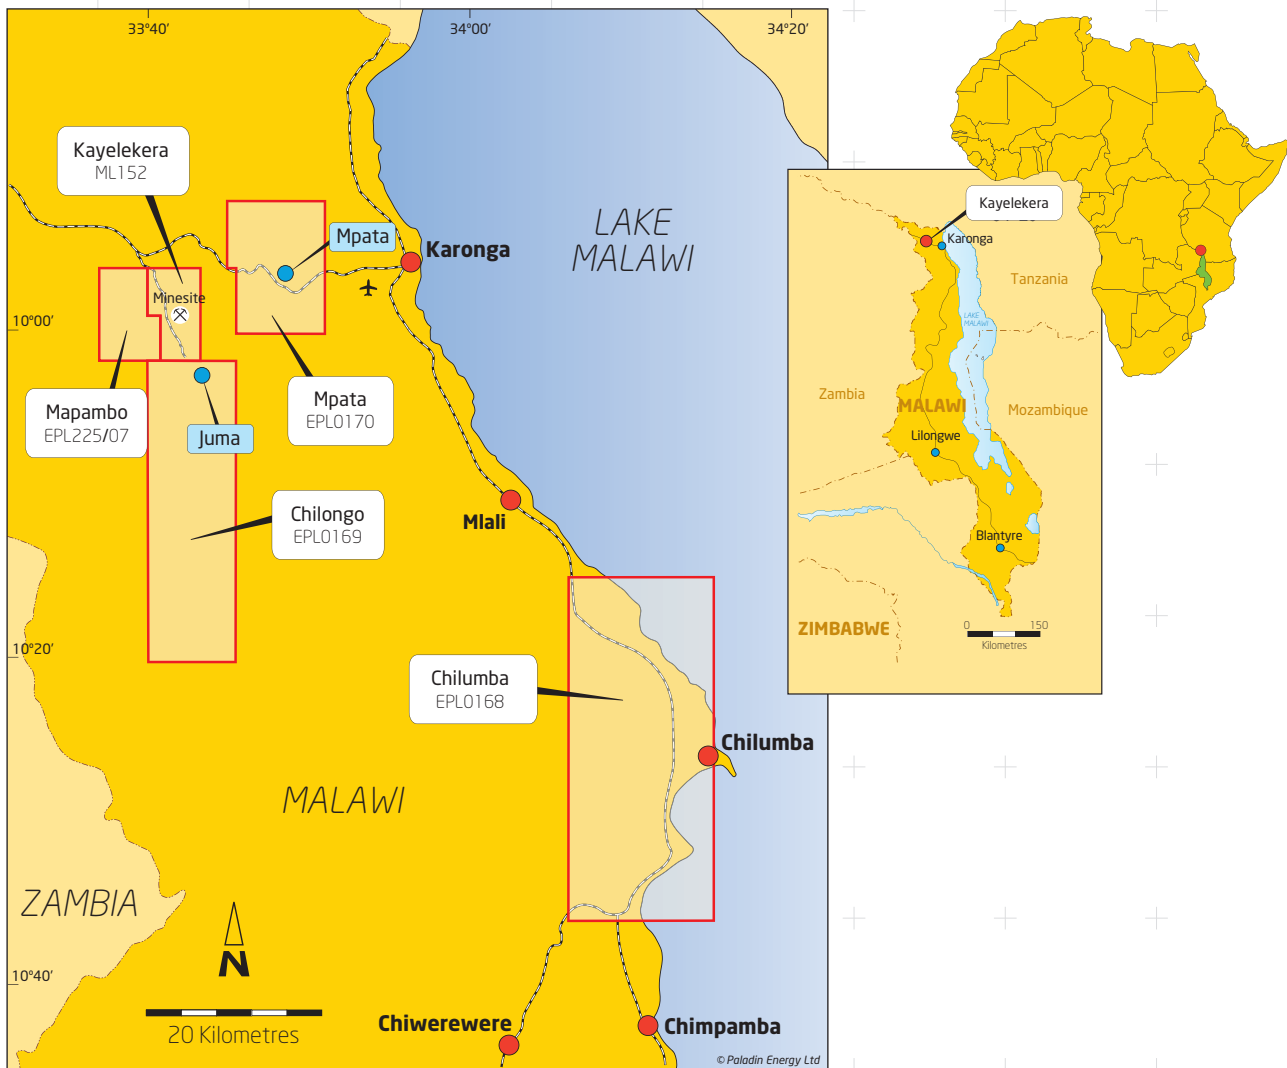 33°40'
34°00'
34°20'
Kayelekera
ML152
Mpata
Karonga
LAKE
MALAWI
Minesite
10°00'
Mapambo
EPL225/07
Juma
Mpata
EPL0170
Chilongo
EPL0169
Mlali
10°20'
Chilumba
EPL0168
Chilumba
MALAWI
ZAMBIA
N
10°40'
20 Kilometres
Chiwerewere
Chimpamba
© Paladin Energy Ltd
Kayelekera
Karonga
Tanzania
LAKE
MALAWI
Zambia
MALAWI
Mozambique
Lilongwe
Blantyre
ZIMBABWE
0
150
Kilometres